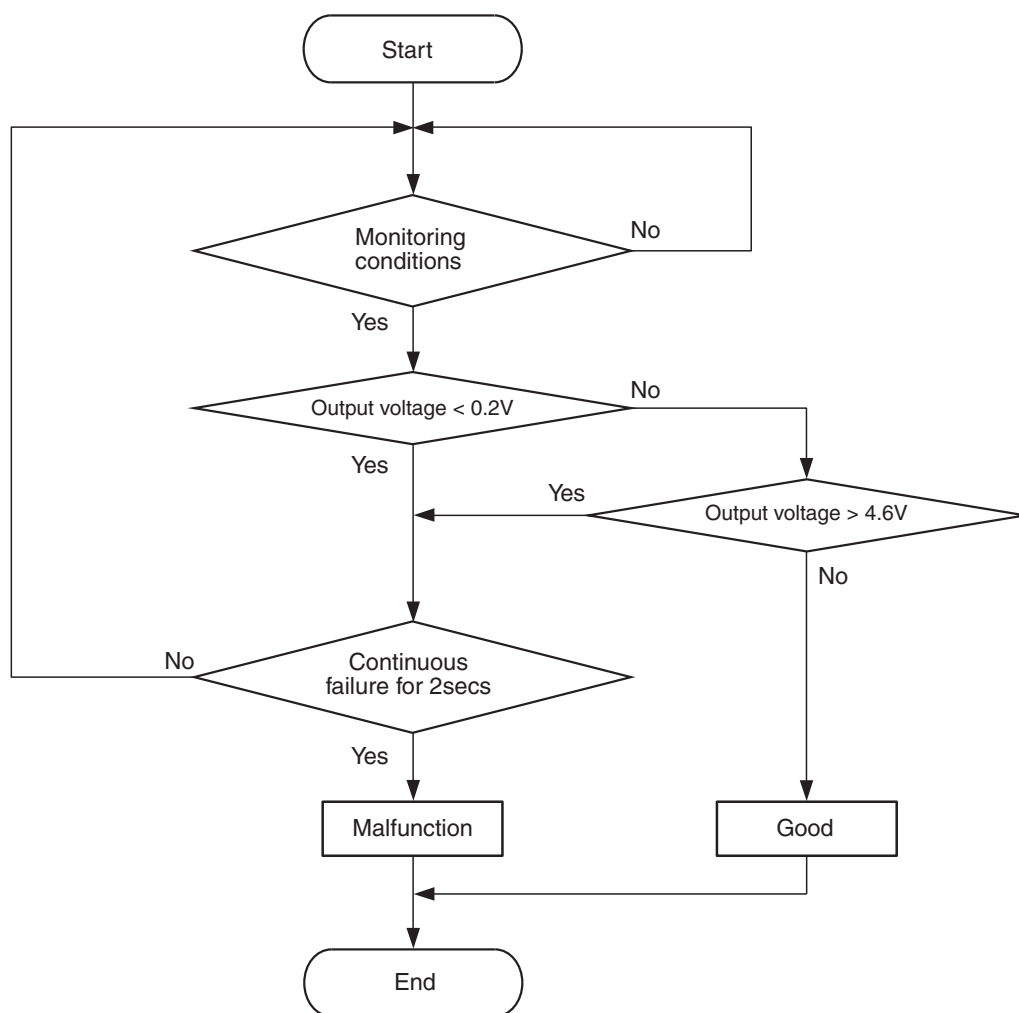 Start
Monitoring
conditions
No
Yes
Output voltage < 0.2V
No
Yes
Output voltage > 4.6V
Yes
No
Continuous
failure for 2secs
No
Yes
Malfunction
Good
End